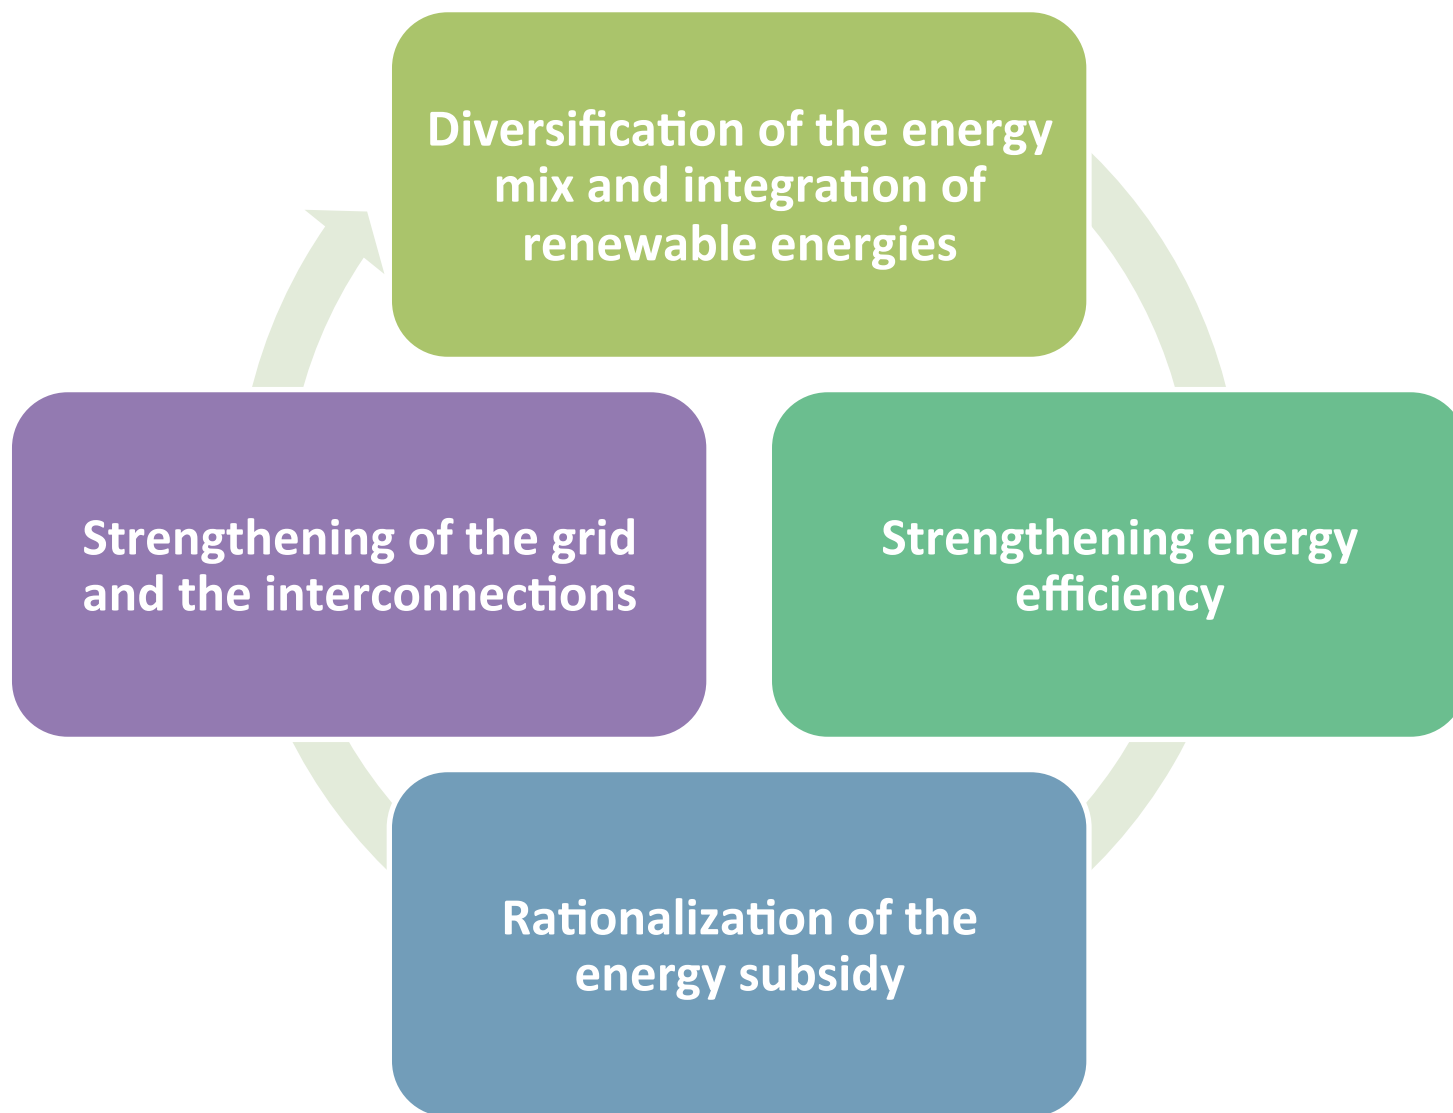 Diversification of the energy
mix and integration of
renewable energies
Strengthening of the grid
and the interconnections
Strengthening energy
efficiency
Rationalization of the
energy subsidy